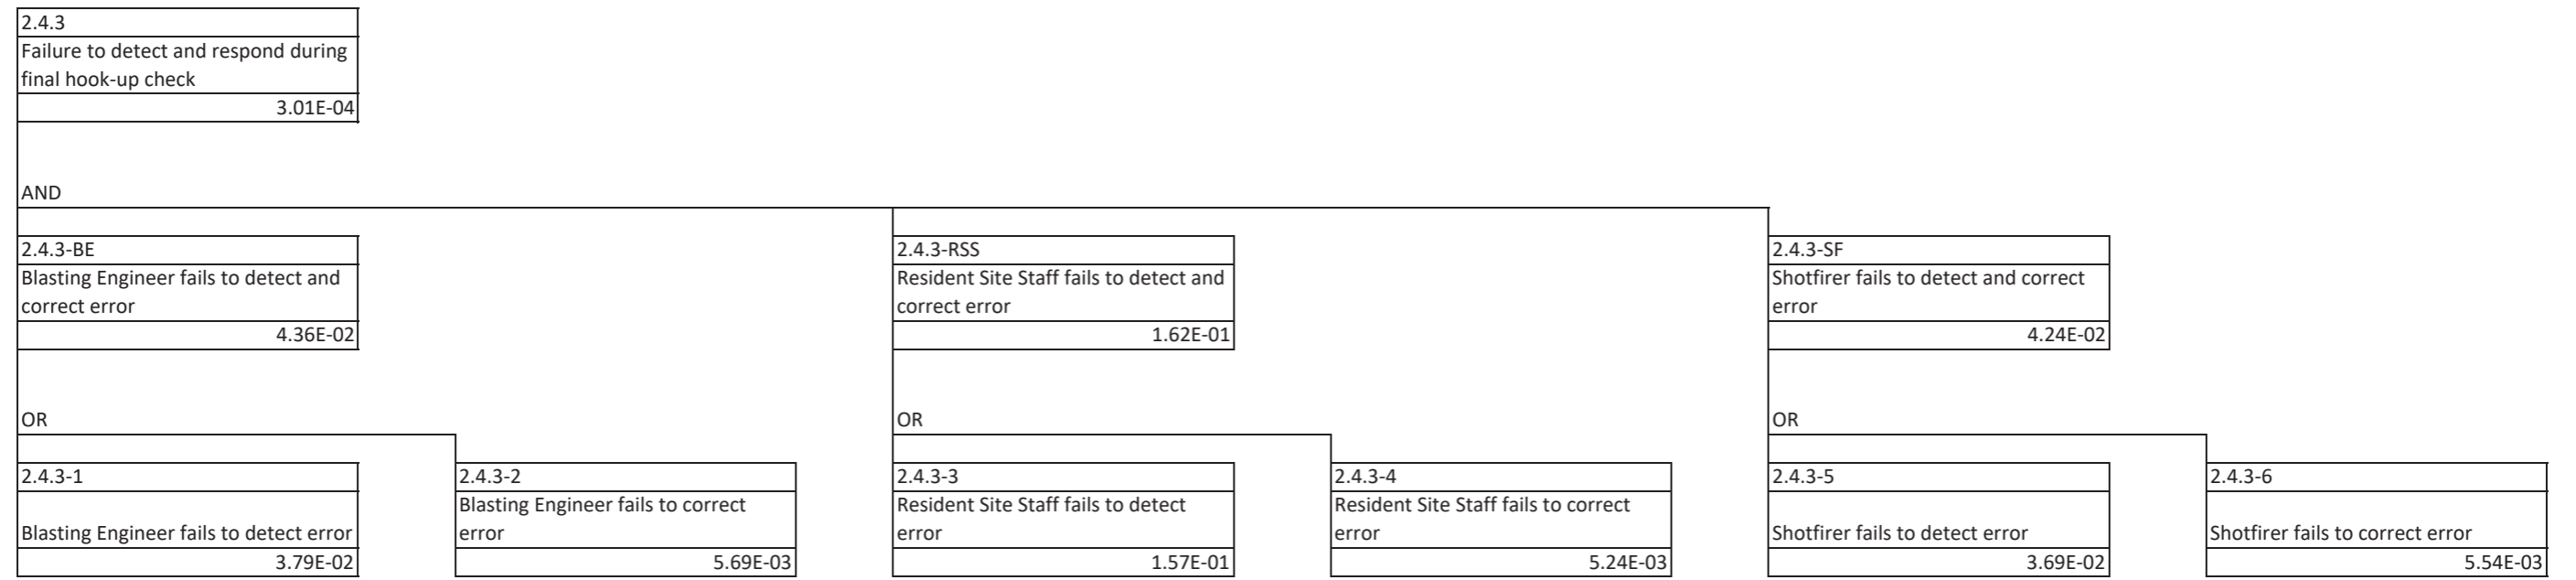 2.4.3
Failure to detect and respond during
final hook-up check
3.01E-04
AND
2.4.3-BE
Blasting Engineer fails to detect and
correct error
4.36E-02
2.4.3-RSS
Resident Site Staff fails to detect and
correct error
1.62E-01
2.4.3-SF
Shotfirer fails to detect and correct
error
4.24E-02
OR
OR
OR
2.4.3-1
Blasting Engineer fails to detect error
3.79E-02
2.4.3-2
Blasting Engineer fails to correct
error
5.69E-03
2.4.3-3
Resident Site Staff fails to detect
error
1.57E-01
2.4.3-4
Resident Site Staff fails to correct
error
5.24E-03
2.4.3-5
Shotfirer fails to detect error
3.69E-02
2.4.3-6
Shotfirer fails to correct error
5.54E-03